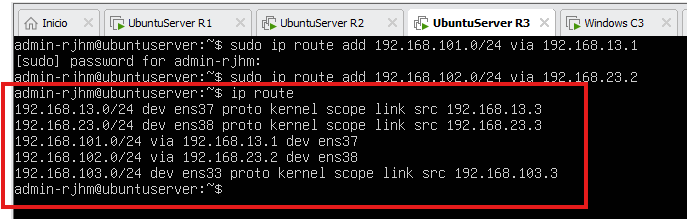 Inicio
UbuntuServer R1
UbuntuServer R2
UbuntuServer R3
Windows C3
admin-rjhm@ubuntuserver:~$ sudo ip route add 192.168.101.0/24 via 192.168.13.1
[sudo] password for admin-rjhm:
admin-rjhm@ubuntuserver:~$ sudo ip route add 192.168.102.0/24 via 192.168.23.2
admin-rjhm@ubuntuserver:~$ ip route
192.168.13.0/24 dev ens37 proto kernel scope link src 192.168.13.3
192.168.23.0/24 dev ens38 proto kernel scope link src 192.168.23.3
192.168.101.0/24 via 192.168.13.1 dev ens37
192.168.102.0/24 via 192.168.23.2 dev ens38
192.168.103.0/24 dev ens33 proto kernel scope link src 192.168.103.3
admin-rjhm@ubuntuserver:~$